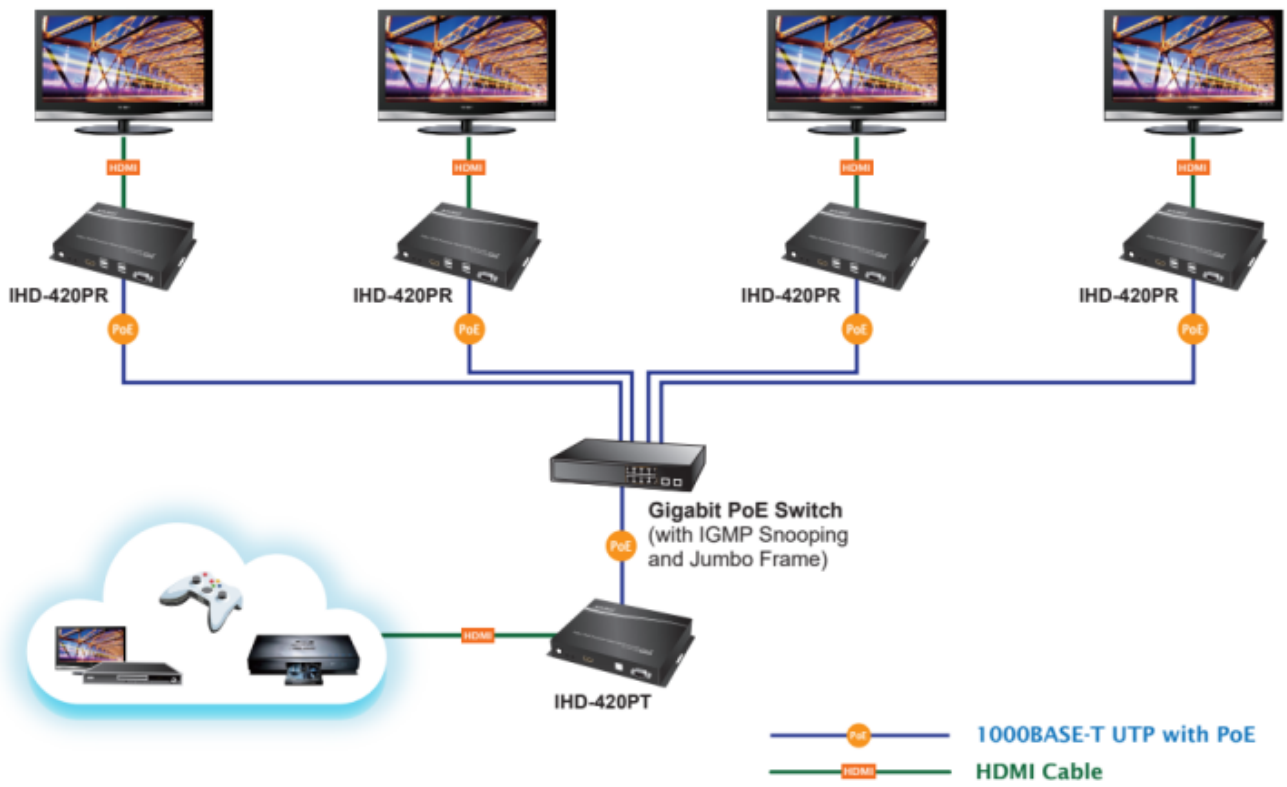 HDMI
HDMI
HDMI
HDMI
IHD-420PR
IHD-420PR
IHD-420PR
IHD-420PR
PoE
PoE
PoE
PoE
Gigabit PoE Switch
(with IGMP Snooping
and Jumbo Frame)
PoE
HDMI
IHD-420PT
PoE
1000BASE-T UTP with PoE
HDMI
HDMI Cable